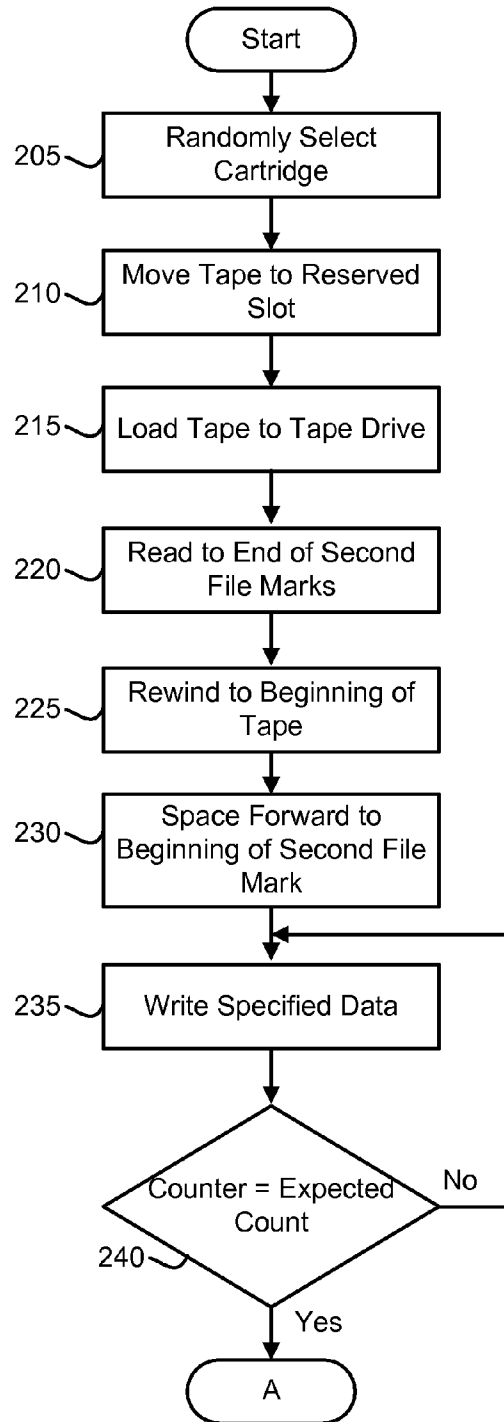 Start
205
Randomly Select
Cartridge
210
Move Tape to Reserved
Slot
215
Load Tape to Tape Drive
220
Read to End of Second
File Marks
225
Rewind to Beginning of
Tape
230
Space Forward to
Beginning of Second File
Mark
235
Write Specified Data
Counter = Expected
Count
No
240
Yes
A